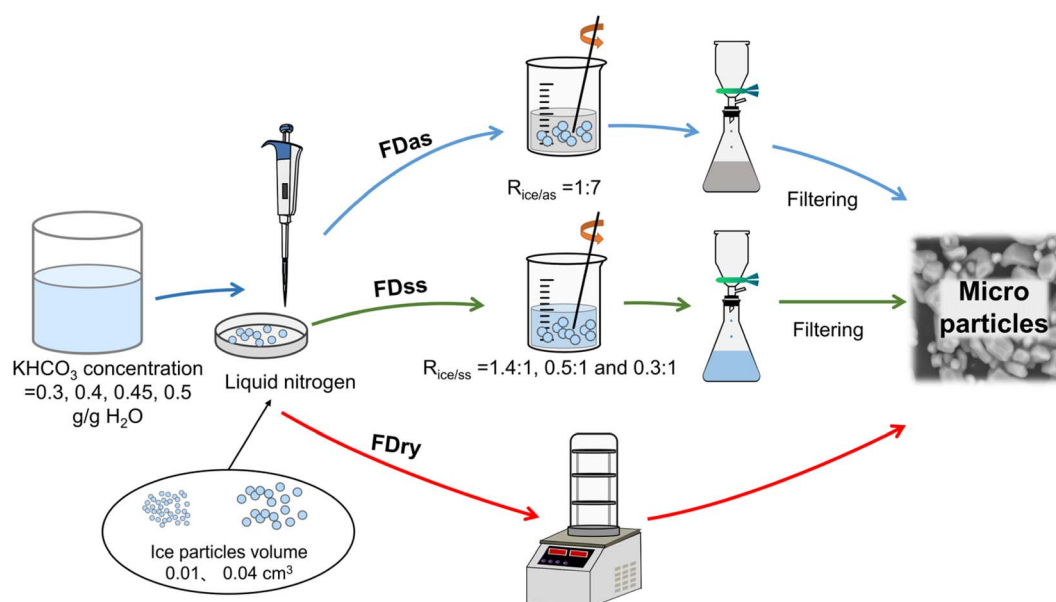 FDas
R_ice/as =1:7
Filtering
FDss
R_ice/ss =1.4:1, 0.5:1 and 0.3:1
Filtering
Micro
particles
KHCO₃ concentration
=0.3, 0.4, 0.45, 0.5
g/g H₂O
Liquid nitrogen
FDry
Ice particles volume
0.01、 0.04 cm³